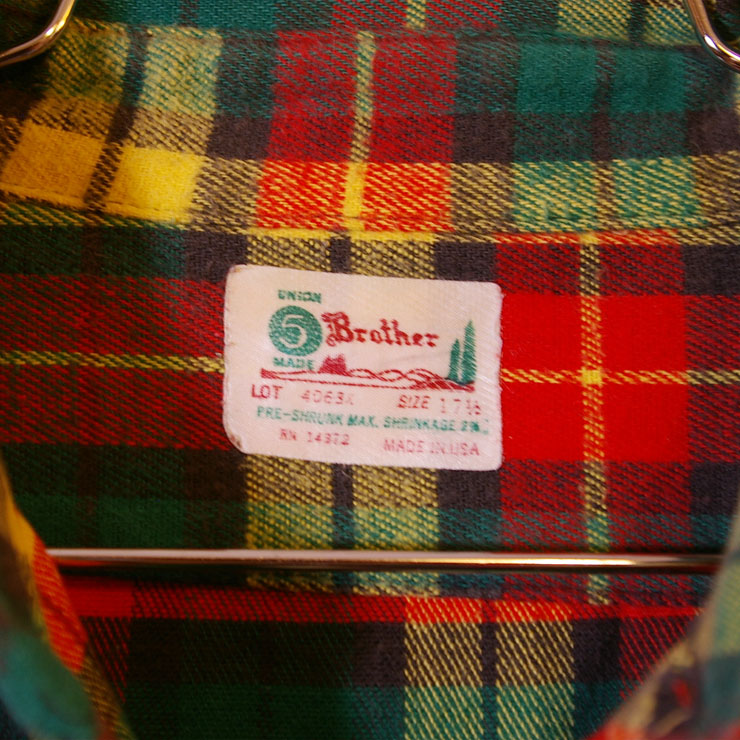 UNION
5 Brother
MADE
LOT 4063X SIZE 17½
PRE-SHRUNK MAX. SHRINKAGE 2%
RN 14972 MADE IN USA